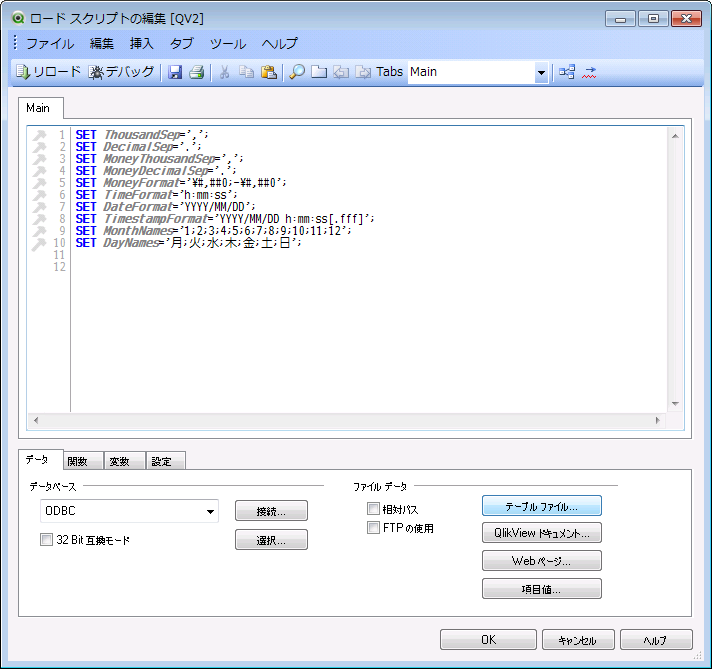 ロード スクリプトの編集 [QV2]
ファイル 編集 挿入 タブ ツール ヘルプ
リロード デバッグ Tabs Main
Main
1 SET ThousandSep=',';
2 SET DecimalSep='.';
3 SET MoneyThousandSep=',';
4 SET MoneyDecimalSep='.';
5 SET MoneyFormat='¥#,##0;-¥#,##0';
6 SET TimeFormat='h:mm:ss';
7 SET DateFormat='YYYY/MM/DD';
8 SET TimestampFormat='YYYY/MM/DD h:mm:ss[.fff]';
9 SET MonthNames='1;2;3;4;5;6;7;8;9;10;11;12';
10 SET DayNames='月;火;水;木;金;土;日';
11
12
データ 関数 変数 設定
データベース
ODBC 接続...
32 Bit 互換モード 選択...
ファイル データ
相対パス テーブル ファイル...
FTP の使用 QlikView ドキュメント...
Web ページ...
項目値...
OK キャンセル ヘルプ